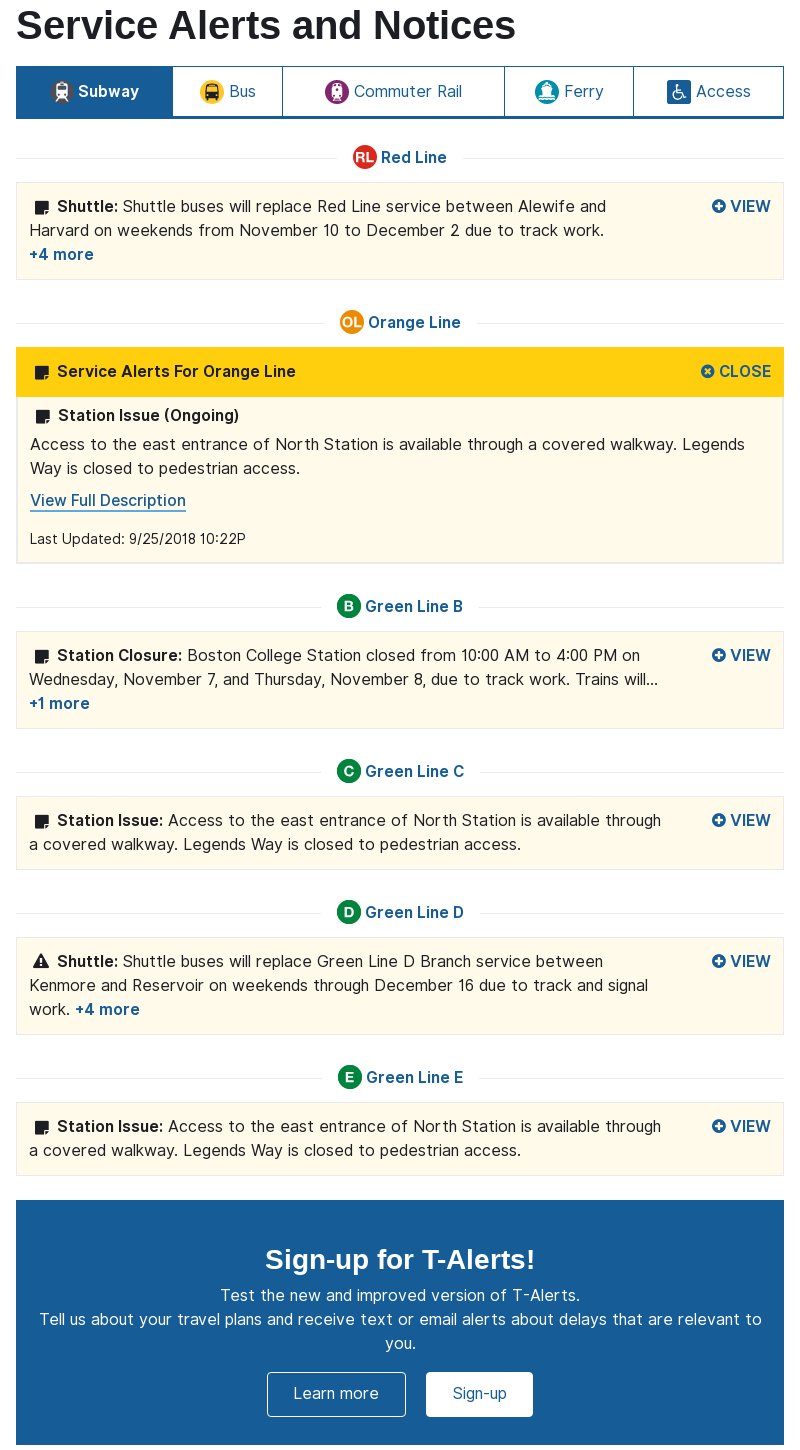 Service Alerts and Notices
Subway Bus Commuter Rail Ferry Access
RL Red Line
Shuttle: Shuttle buses will replace Red Line service between Alewife and VIEW
Harvard on weekends from November 10 to December 2 due to track work.
+4 more
OL Orange Line
Service Alerts For Orange Line CLOSE
Station Issue (Ongoing)
Access to the east entrance of North Station is available through a covered walkway. Legends
Way is closed to pedestrian access.
View Full Description
Last Updated: 9/25/2018 10:22P
B Green Line B
Station Closure: Boston College Station closed from 10:00 AM to 4:00 PM on VIEW
Wednesday, November 7, and Thursday, November 8, due to track work. Trains will...
+1 more
C Green Line C
Station Issue: Access to the east entrance of North Station is available through VIEW
a covered walkway. Legends Way is closed to pedestrian access.
D Green Line D
Shuttle: Shuttle buses will replace Green Line D Branch service between VIEW
Kenmore and Reservoir on weekends through December 16 due to track and signal
work. +4 more
E Green Line E
Station Issue: Access to the east entrance of North Station is available through VIEW
a covered walkway. Legends Way is closed to pedestrian access.
Sign-up for T-Alerts!
Test the new and improved version of T-Alerts.
Tell us about your travel plans and receive text or email alerts about delays that are relevant to
you.
Learn more Sign-up